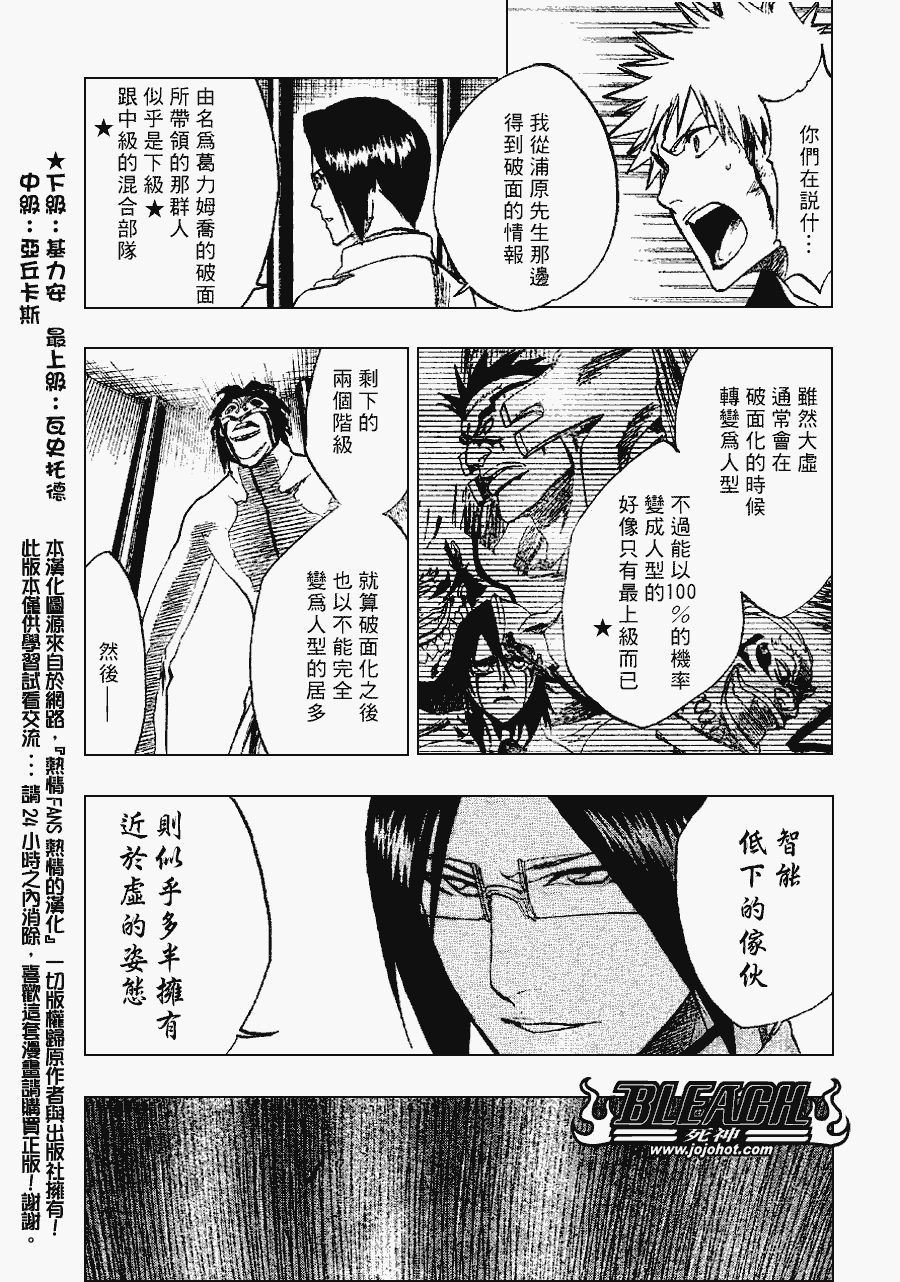 你們在説什…
我從浦原先生那邊
得到破面的情報
由名爲葛力姆喬的破面
所帶領的那群人
似乎是下級★
跟中級的混合部隊
★
雖然大虛
通常會在
破面化的時候
轉變爲人型
不過能以100%的機率
變成人型的
好像只有最上級而已
★
剩下的
兩個階級
就算破面化之後
也以不能完全
變爲人型的居多
然後──
智能
低下的傢伙
則似乎多半擁有
近於虛的姿態
★下級：基力安 最上級：瓦史托德
中級：亞丘卡斯
本漢化圖源來自於網路，『熱情FANS熱情的漢化』一切版權歸原作者與出版社擁有！
此版本僅供學習試看交流…請24小時之內消除，喜歡這套漫畫請購買正版！謝謝。
BLEACH
死神
www.jojohot.com